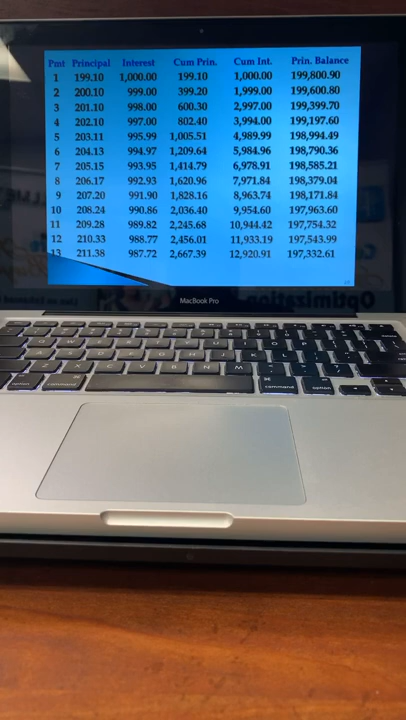 Pmt Principal Interest Cum Prin. Cum Int. Prin. Balance
1 199.10 1,000.00 199.10 1,000.00 199,800.90
2 200.10 999.00 399.20 1,999.00 199,600.80
3 201.10 998.00 600.30 2,997.00 199,399.70
4 202.10 997.00 802.40 3,994.00 199,197.60
5 203.11 995.99 1,005.51 4,989.99 198,994.49
6 204.13 994.97 1,209.64 5,984.96 198,790.36
7 205.15 993.95 1,414.79 6,978.91 198,585.21
8 206.17 992.93 1,620.96 7,971.84 198,379.04
9 207.20 991.90 1,828.16 8,963.74 198,171.84
10 208.24 990.86 2,036.40 9,954.60 197,963.60
11 209.28 989.82 2,245.68 10,944.42 197,754.32
12 210.33 988.77 2,456.01 11,933.19 197,543.99
13 211.38 987.72 2,667.39 12,920.91 197,332.61
Optimization
MacBook Pro
option command command option